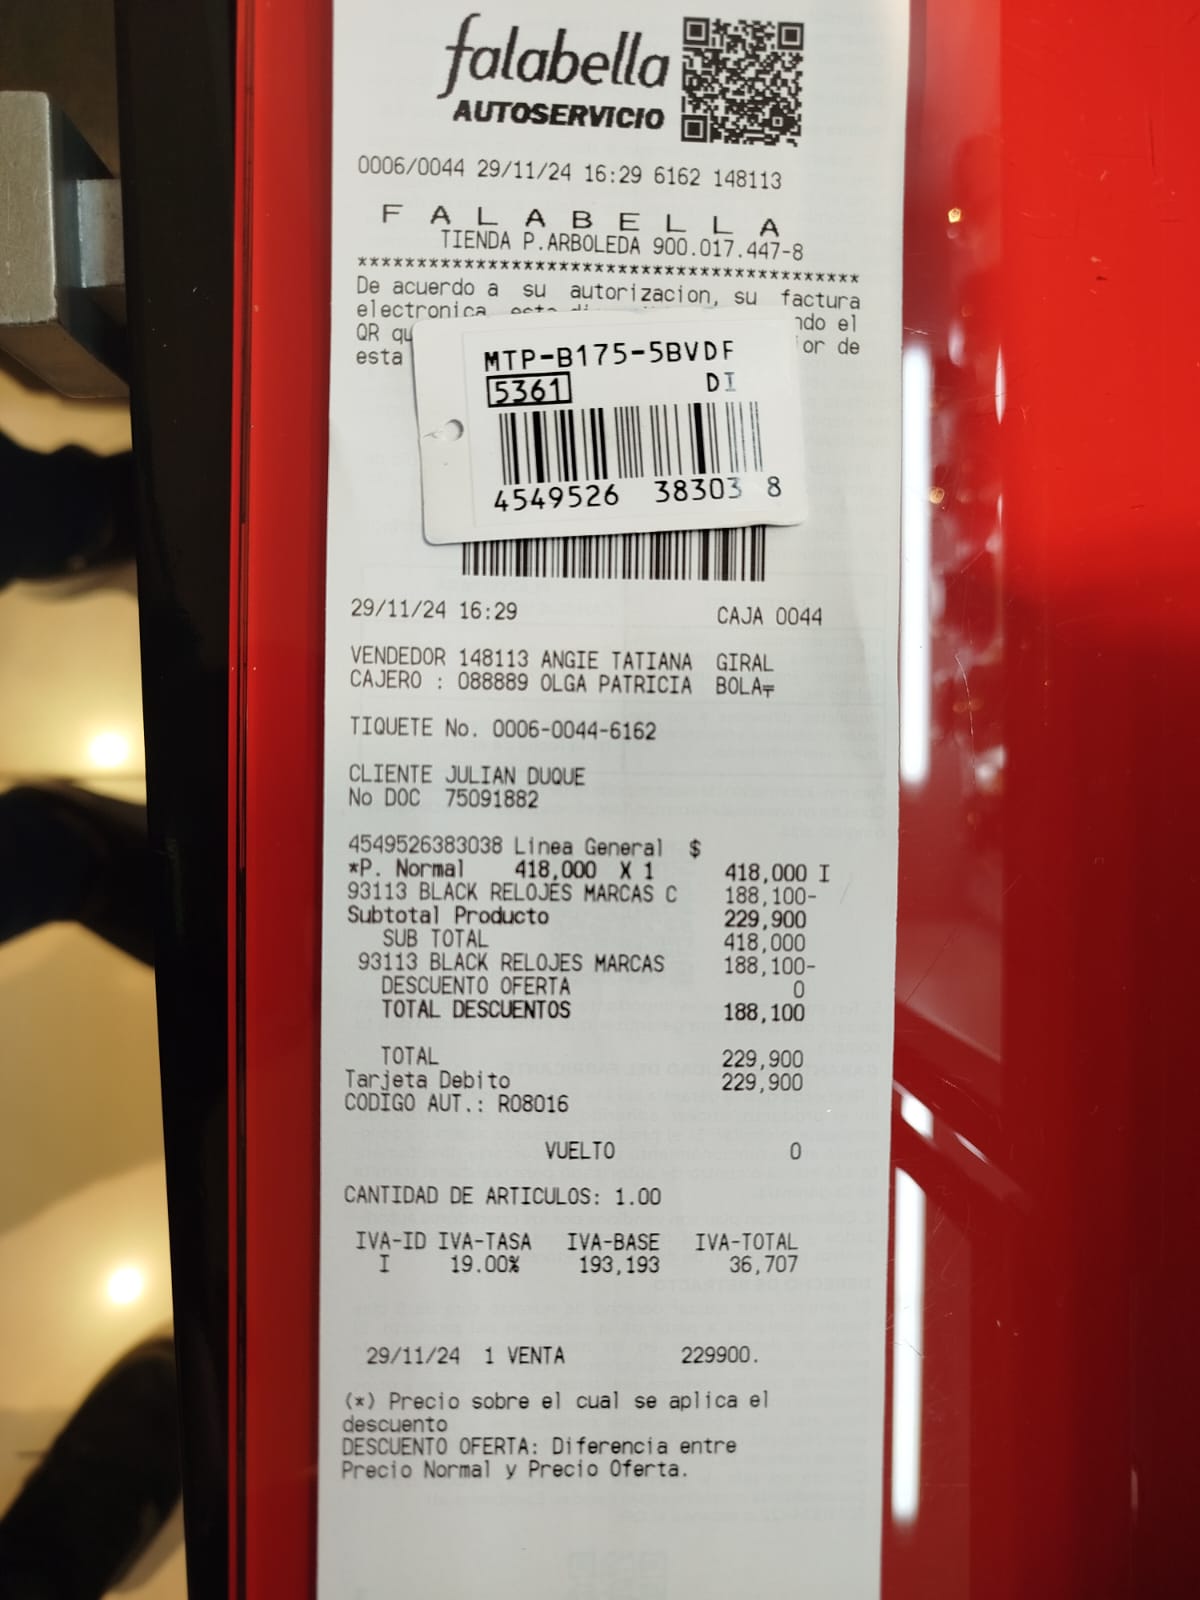 falabella
AUTOSERVICIO
0006/0044 29/11/24 16:29 6162 148113
F A L A B E L L A
TIENDA P.ARBOLEDA 900.017.447-8
******************************************
De acuerdo a su autorizacion, su factura
electronica esta ndo el
QR or de
esta
MTP-B175-5BVDF
5361 DI
4549526 38303 8
29/11/24 16:29 CAJA 0044
VENDEDOR 148113 ANGIE TATIANA GIRAL
CAJERO : 088889 OLGA PATRICIA BOLA
TIQUETE No. 0006-0044-6162
CLIENTE JULIAN DUQUE
No DOC 75091882
4549526383038 Linea General $
*P. Normal 418,000 X 1 418,000 I
93113 BLACK RELOJES MARCAS C 188,100-
Subtotal Producto 229,900
SUB TOTAL 418,000
93113 BLACK RELOJES MARCAS 188,100-
DESCUENTO OFERTA 0
TOTAL DESCUENTOS 188,100
TOTAL 229,900
Tarjeta Debito 229,900
CODIGO AUT.: R08016
VUELTO 0
CANTIDAD DE ARTICULOS: 1.00
IVA-ID IVA-TASA IVA-BASE IVA-TOTAL
I 19.00% 193,193 36,707
29/11/24 1 VENTA 229900.
(*) Precio sobre el cual se aplica el
descuento
DESCUENTO OFERTA: Diferencia entre
Precio Normal y Precio Oferta.